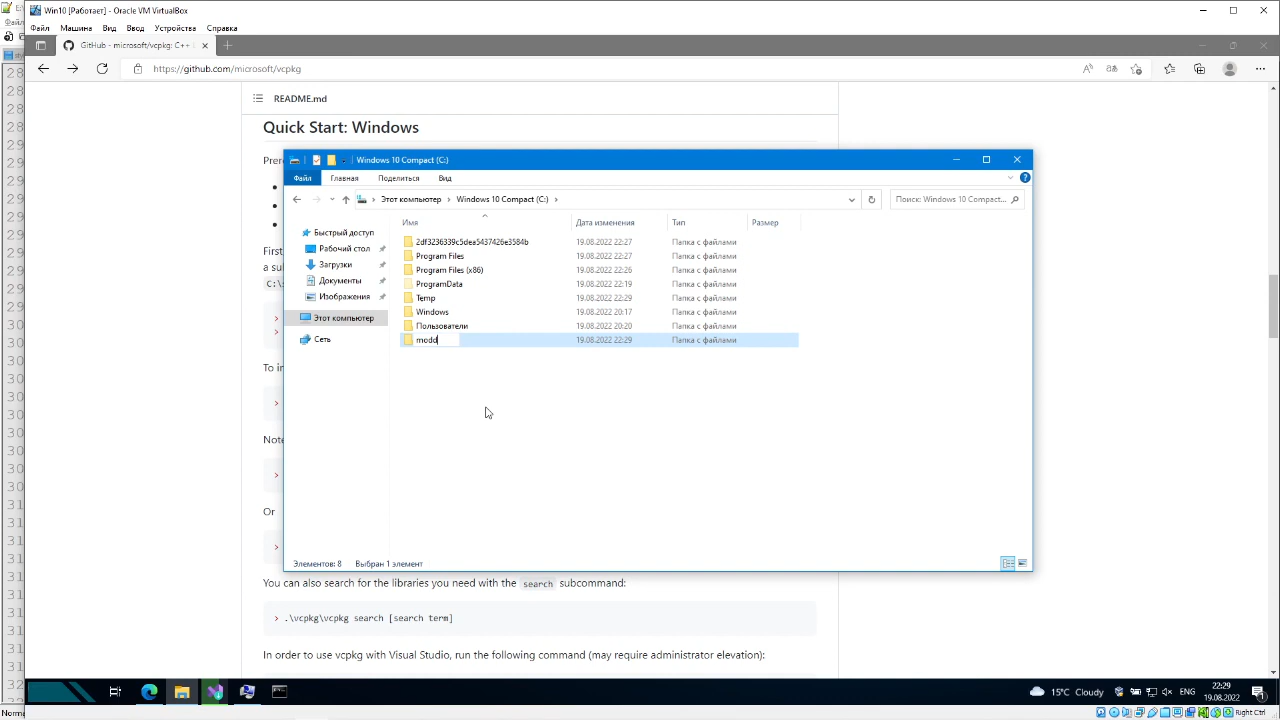 Win10 [Работает] - Oracle VM VirtualBox
Файл Машина Вид Ввод Устройства Справка
GitHub - microsoft/vcpkg: C++
https://github.com/microsoft/vcpkg
README.md
Quick Start: Windows
Windows 10 Compact (C:)
Файл Главная Поделиться Вид
Этот компьютер Windows 10 Compact (C:) Поиск: Windows 10 Compact...
Имя Дата изменения Тип Размер
Быстрый доступ
Рабочий стол
Загрузки
Документы
Изображения
Этот компьютер
Сеть
2df3236339c5dea5437426e3584b 19.08.2022 22:27 Папка с файлами
Program Files 19.08.2022 22:27 Папка с файлами
Program Files (x86) 19.08.2022 22:26 Папка с файлами
ProgramData 19.08.2022 22:19 Папка с файлами
Temp 19.08.2022 22:29 Папка с файлами
Windows 19.08.2022 20:17 Папка с файлами
Пользователи 19.08.2022 20:20 Папка с файлами
modd 19.08.2022 22:29 Папка с файлами
Элементов: 8 Выбран 1 элемент
First
a su
C:\s
To in
Note
Or
You can also search for the libraries you need with the search subcommand:
> .\vcpkg\vcpkg search [search term]
In order to use vcpkg with Visual Studio, run the following command (may require administrator elevation):
15°C Cloudy ENG 22:29
19.08.2022
Right Ctrl